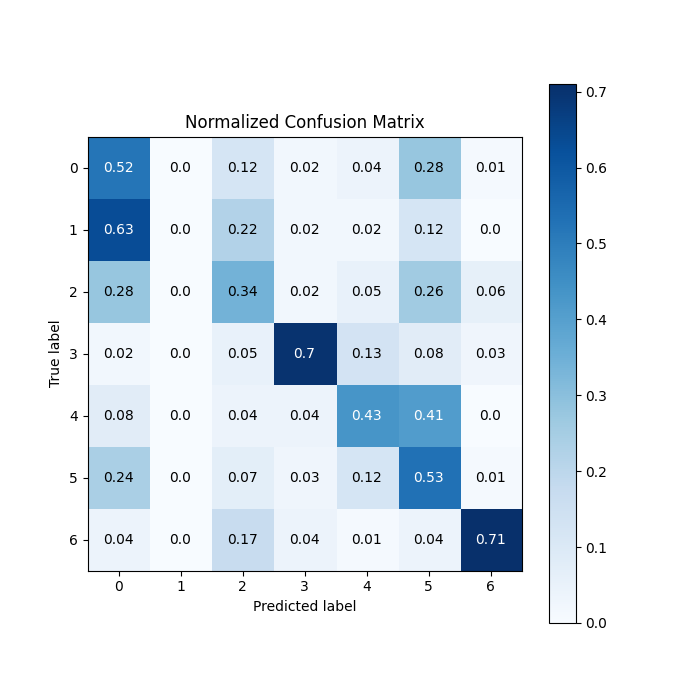 Normalized Confusion Matrix
True label
0 0.52 0.0 0.12 0.02 0.04 0.28 0.01
1 0.63 0.0 0.22 0.02 0.02 0.12 0.0
2 0.28 0.0 0.34 0.02 0.05 0.26 0.06
3 0.02 0.0 0.05 0.7 0.13 0.08 0.03
4 0.08 0.0 0.04 0.04 0.43 0.41 0.0
5 0.24 0.0 0.07 0.03 0.12 0.53 0.01
6 0.04 0.0 0.17 0.04 0.01 0.04 0.71
0 1 2 3 4 5 6
Predicted label
0.7
0.6
0.5
0.4
0.3
0.2
0.1
0.0